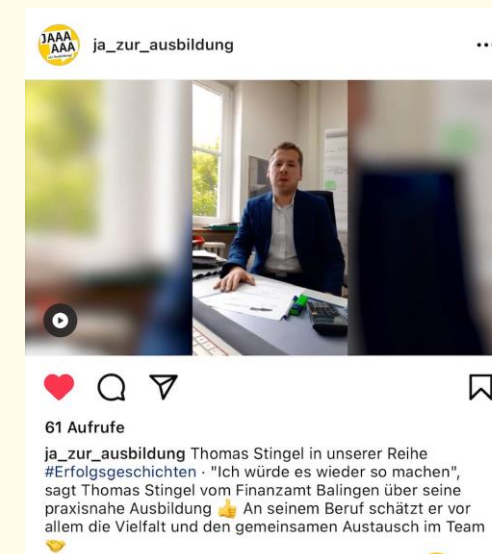 JAAA
AAA
ja_zur_ausbildung
61 Aufrufe
ja_zur_ausbildung Thomas Stingel in unserer Reihe
#Erfolgsgeschichten · "Ich würde es wieder so machen",
sagt Thomas Stingel vom Finanzamt Balingen über seine
praxisnahe Ausbildung 👍 An seinem Beruf schätzt er vor
allem die Vielfalt und den gemeinsamen Austausch im Team
🤝